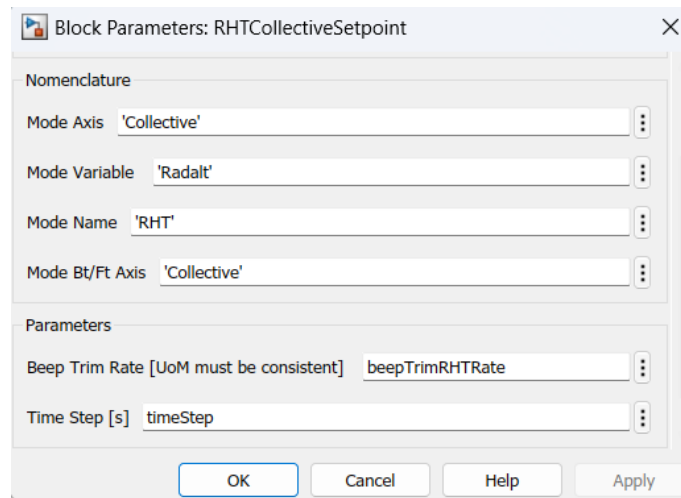 Block Parameters: RHTCollectiveSetpoint
Nomenclature
Mode Axis 'Collective'
Mode Variable 'Radalt'
Mode Name 'RHT'
Mode Bt/Ft Axis 'Collective'
Parameters
Beep Trim Rate [UoM must be consistent] beepTrimRHTRate
Time Step [s] timeStep
OK Cancel Help Apply